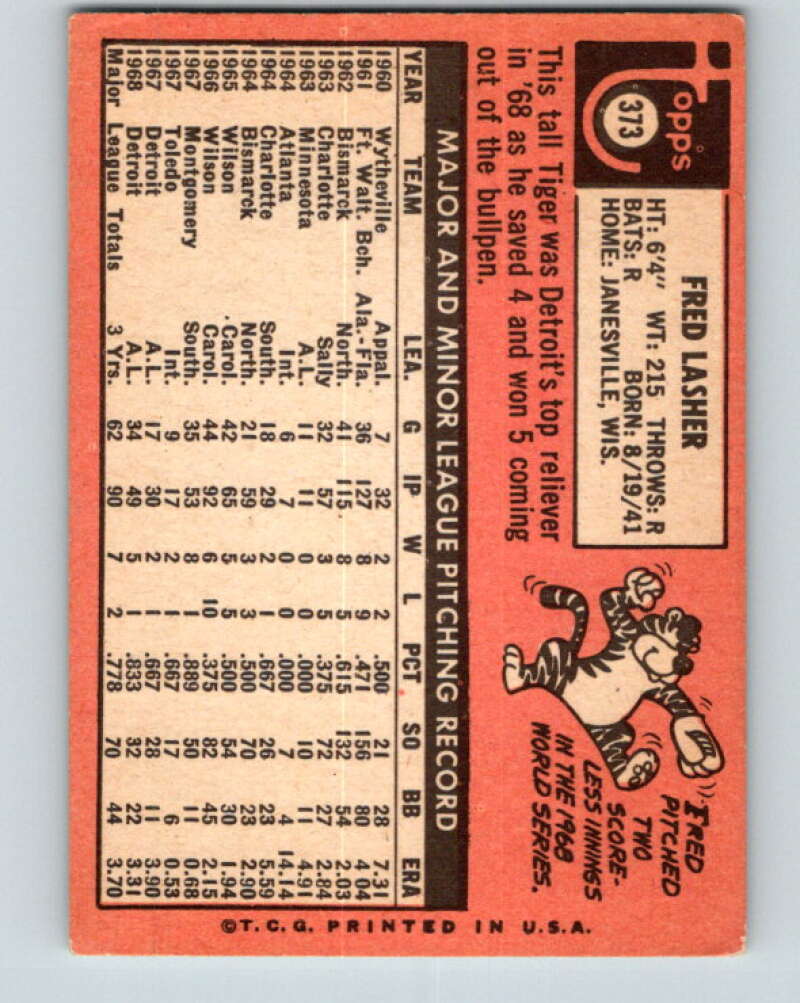 Topps
373
FRED LASHER
HT: 6'4" WT: 215 THROWS: R
BATS: R BORN: 8/19/41
HOME: JANESVILLE, WIS.
This tall Tiger was Detroit's top reliever
in '68 as he saved 4 and won 5 coming
out of the bullpen.
FRED
PITCHED
TWO
SCORE-
LESS INNINGS
IN THE 1968
WORLD SERIES.
MAJOR AND MINOR LEAGUE PITCHING RECORD
YEAR TEAM LEA. G IP W L PCT SO BB ERA
1960 Wytheville Appal. 7 32 2 2 .500 21 28 7.31
1961 Ft. Walt. Bch. Ala.-Fla. 36 127 8 9 .471 156 80 4.04
1962 Bismarck North. 41 115 8 5 .615 132 54 2.03
1963 Charlotte Sally 32 57 3 5 .375 72 27 2.84
1963 Minnesota A.L. 11 11 0 0 .000 10 11 4.91
1964 Atlanta Int. 6 7 0 0 .000 7 4 14.14
1964 Charlotte South. 18 29 2 1 .667 26 23 5.59
1964 Bismarck North. 21 59 3 3 .500 70 23 2.90
1965 Wilson Carol. 42 65 5 5 .500 54 30 1.94
1966 Wilson Carol. 44 92 6 10 .375 82 45 2.15
1967 Montgomery South. 35 53 8 1 .889 50 11 0.68
1967 Toledo Int. 9 17 2 1 .667 17 6 0.53
1967 Detroit A.L. 17 30 2 1 .667 28 11 3.90
1968 Detroit A.L. 34 49 5 1 .833 32 22 3.31
Major League Totals 3 Yrs. 62 90 7 2 .778 70 44 3.70
©T.C.G. PRINTED IN U.S.A.